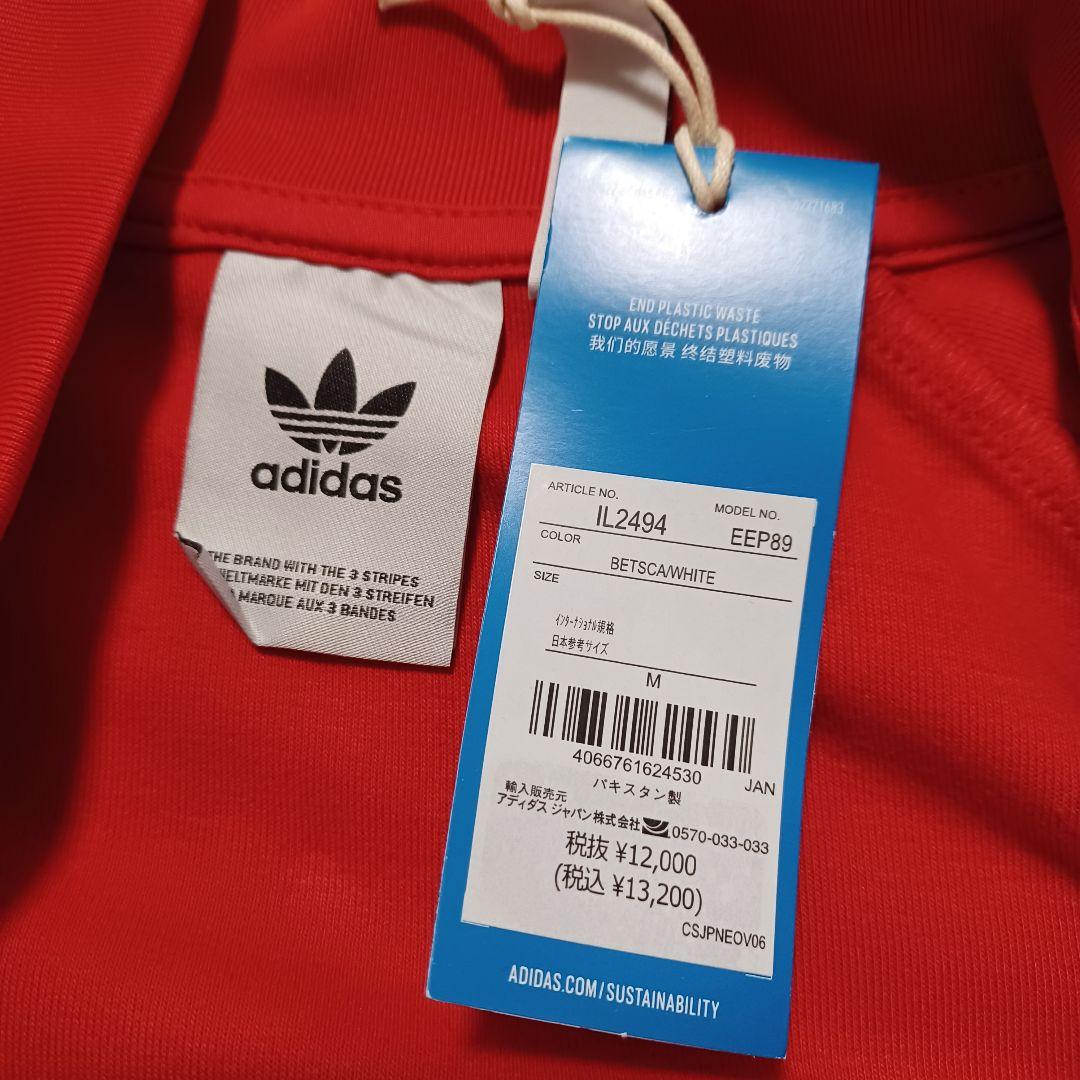 END PLASTIC WASTE
STOP AUX DÉCHETS PLASTIQUES
我们的愿景 终结塑料废物
adidas
THE BRAND WITH THE 3 STRIPES
WELTMARKE MIT DEN 3 STREIFEN
MARQUE AUX 3 BANDES
ARTICLE NO.
IL2494
MODEL NO.
EEP89
COLOR
BETSCA/WHITE
SIZE
インターナショナル規格
日本参考サイズ
M
4066761624530
JAN
パキスタン製
輸入販売元
アディダス ジャパン株式会社 0570-033-033
税抜 ¥12,000
(税込 ¥13,200)
CSJPNEOV06
ADIDAS.COM/SUSTAINABILITY